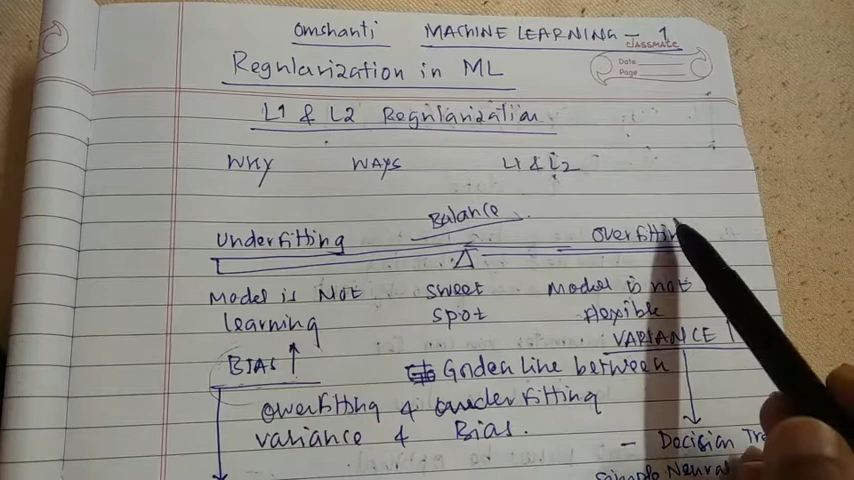 Omshanti MACHINE LEARNING - 1
classmate
Date
Page
Regularization in ML
L1 & L2 Regularization
WHY WAYS L1 & L2
Balance
Underfitting overfitting
Model is Not sweet Model is not
learning spot flexible
VARIANCE ↑
BIAS ↑ Golden line between
overfitting & underfitting
variance & Bias.
- Decision
Simple Neural